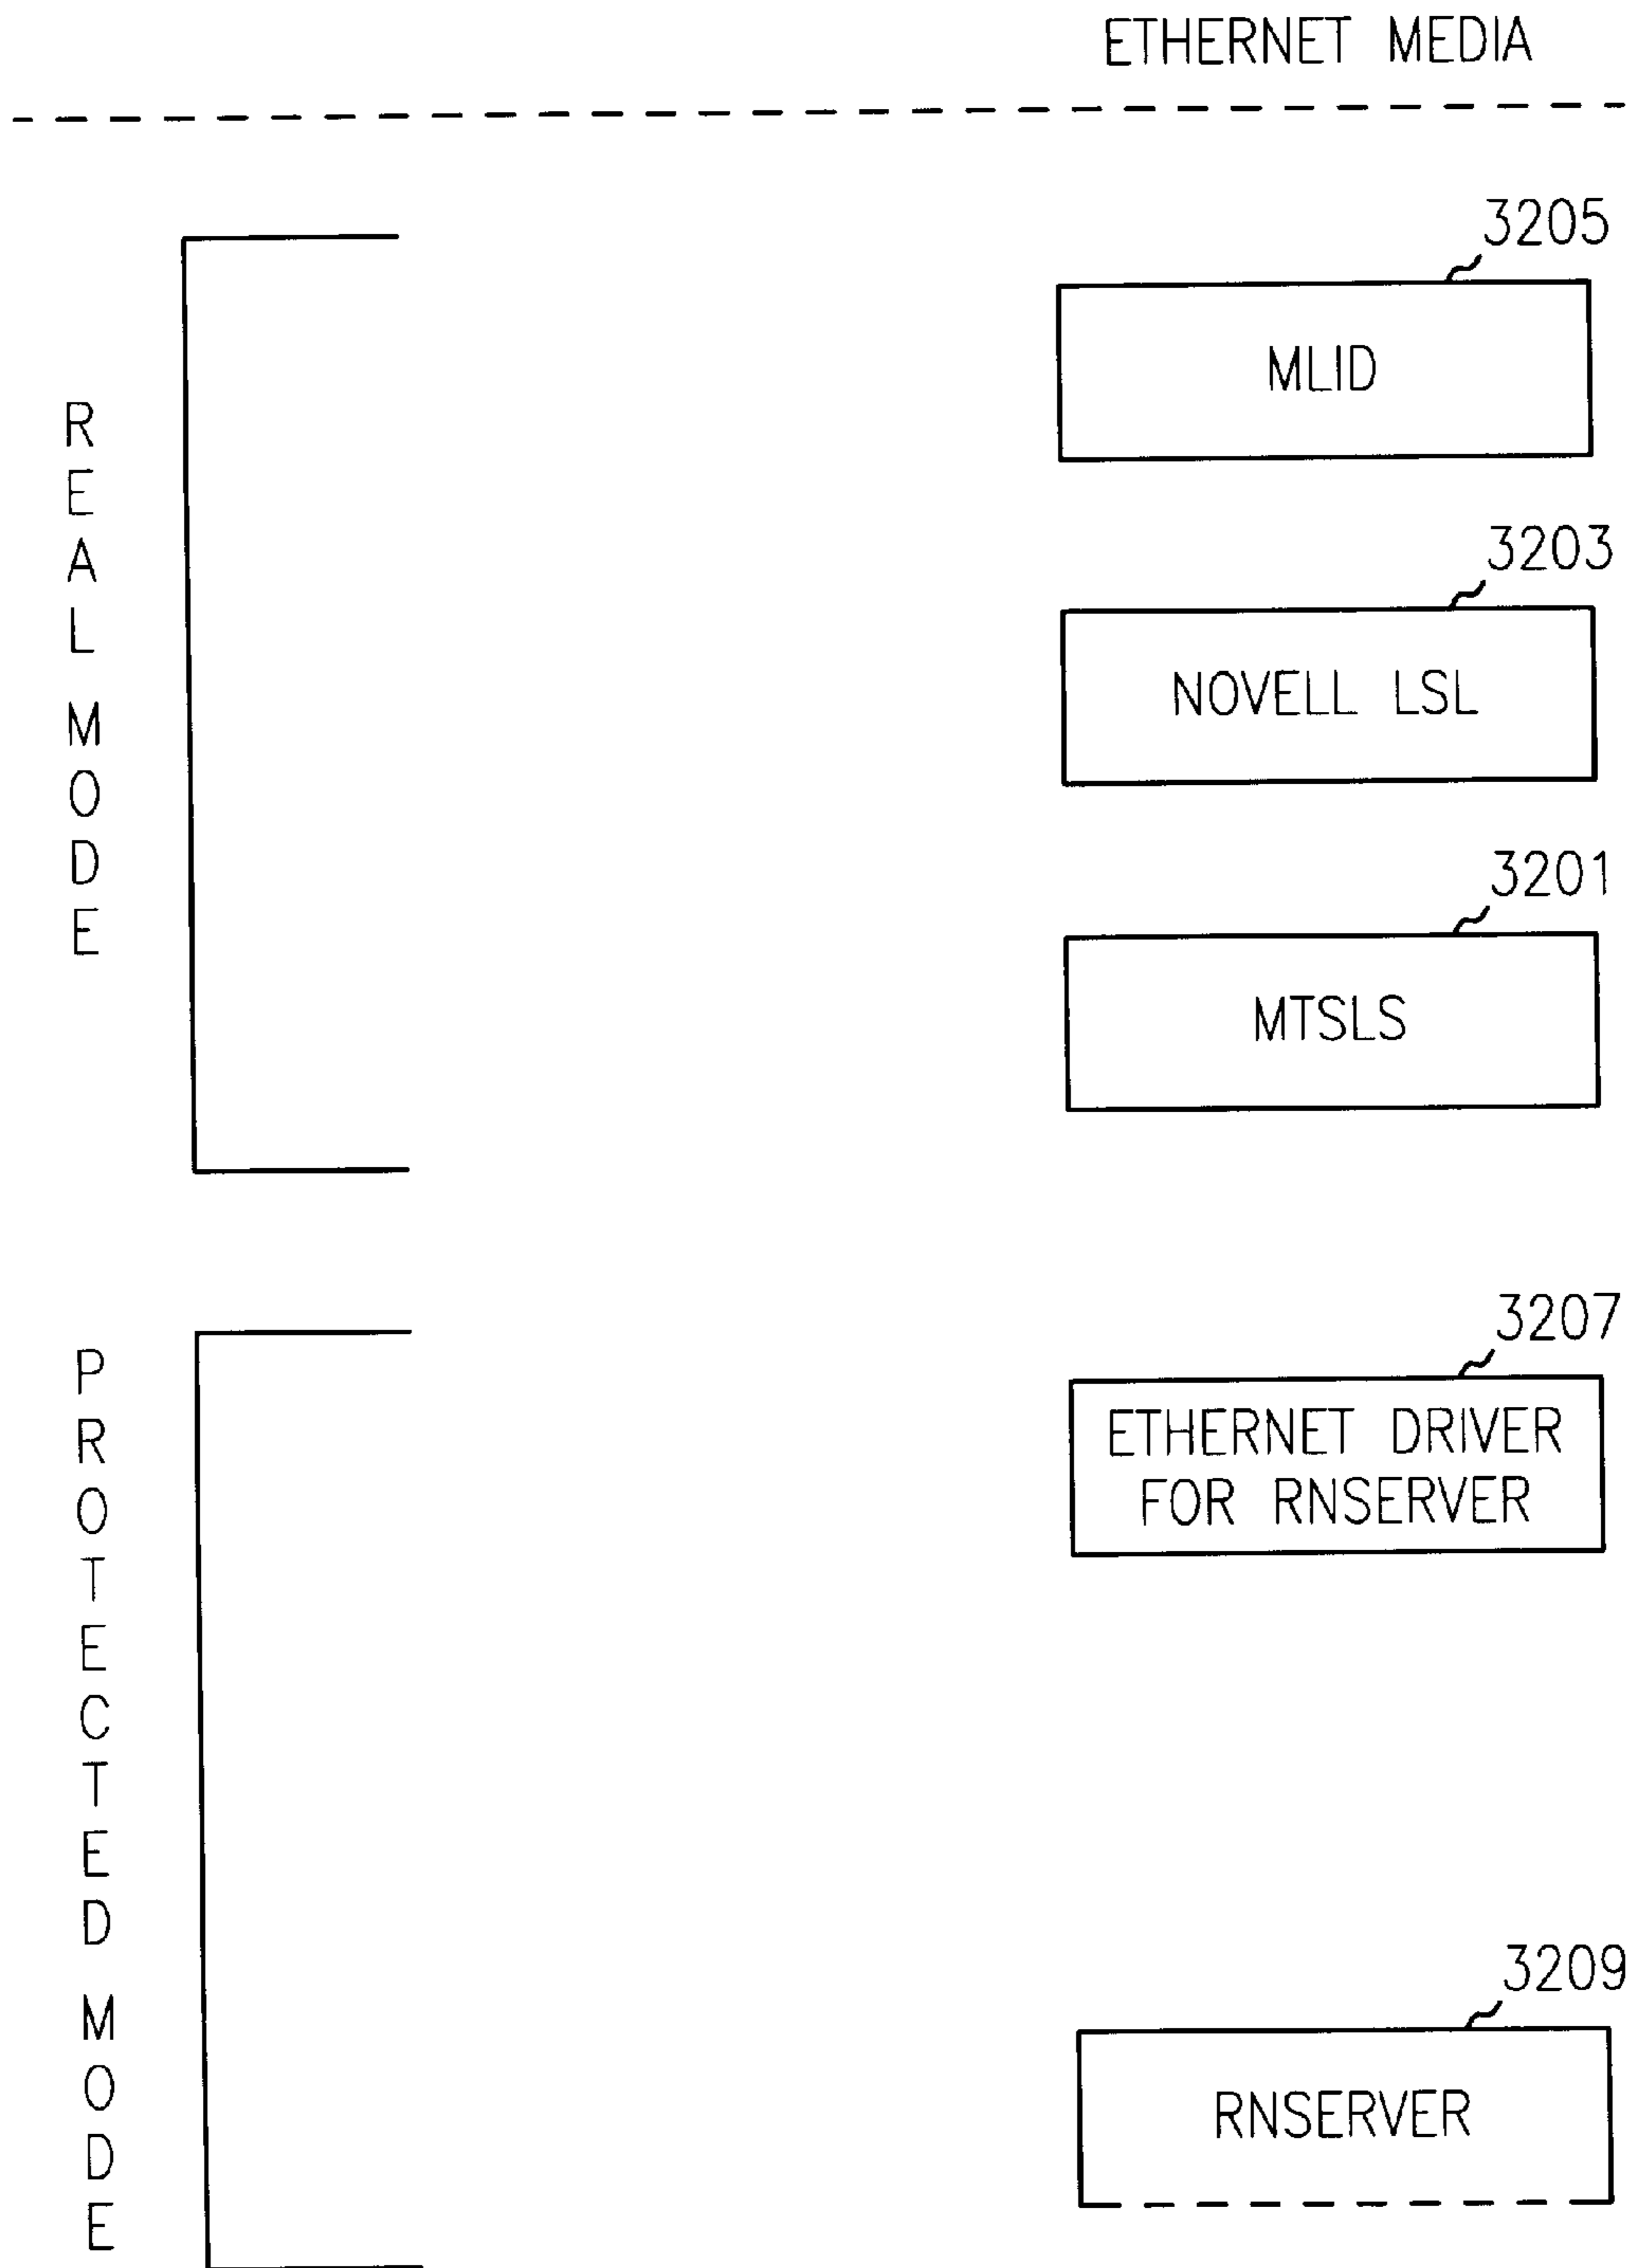 ETHERNET MEDIA
REAL MODE
3205
MLID
3203
NOVELL LSL
3201
MTSLS
PROTECTED MODE
3207
ETHERNET DRIVER
FOR RNSERVER
3209
RNSERVER